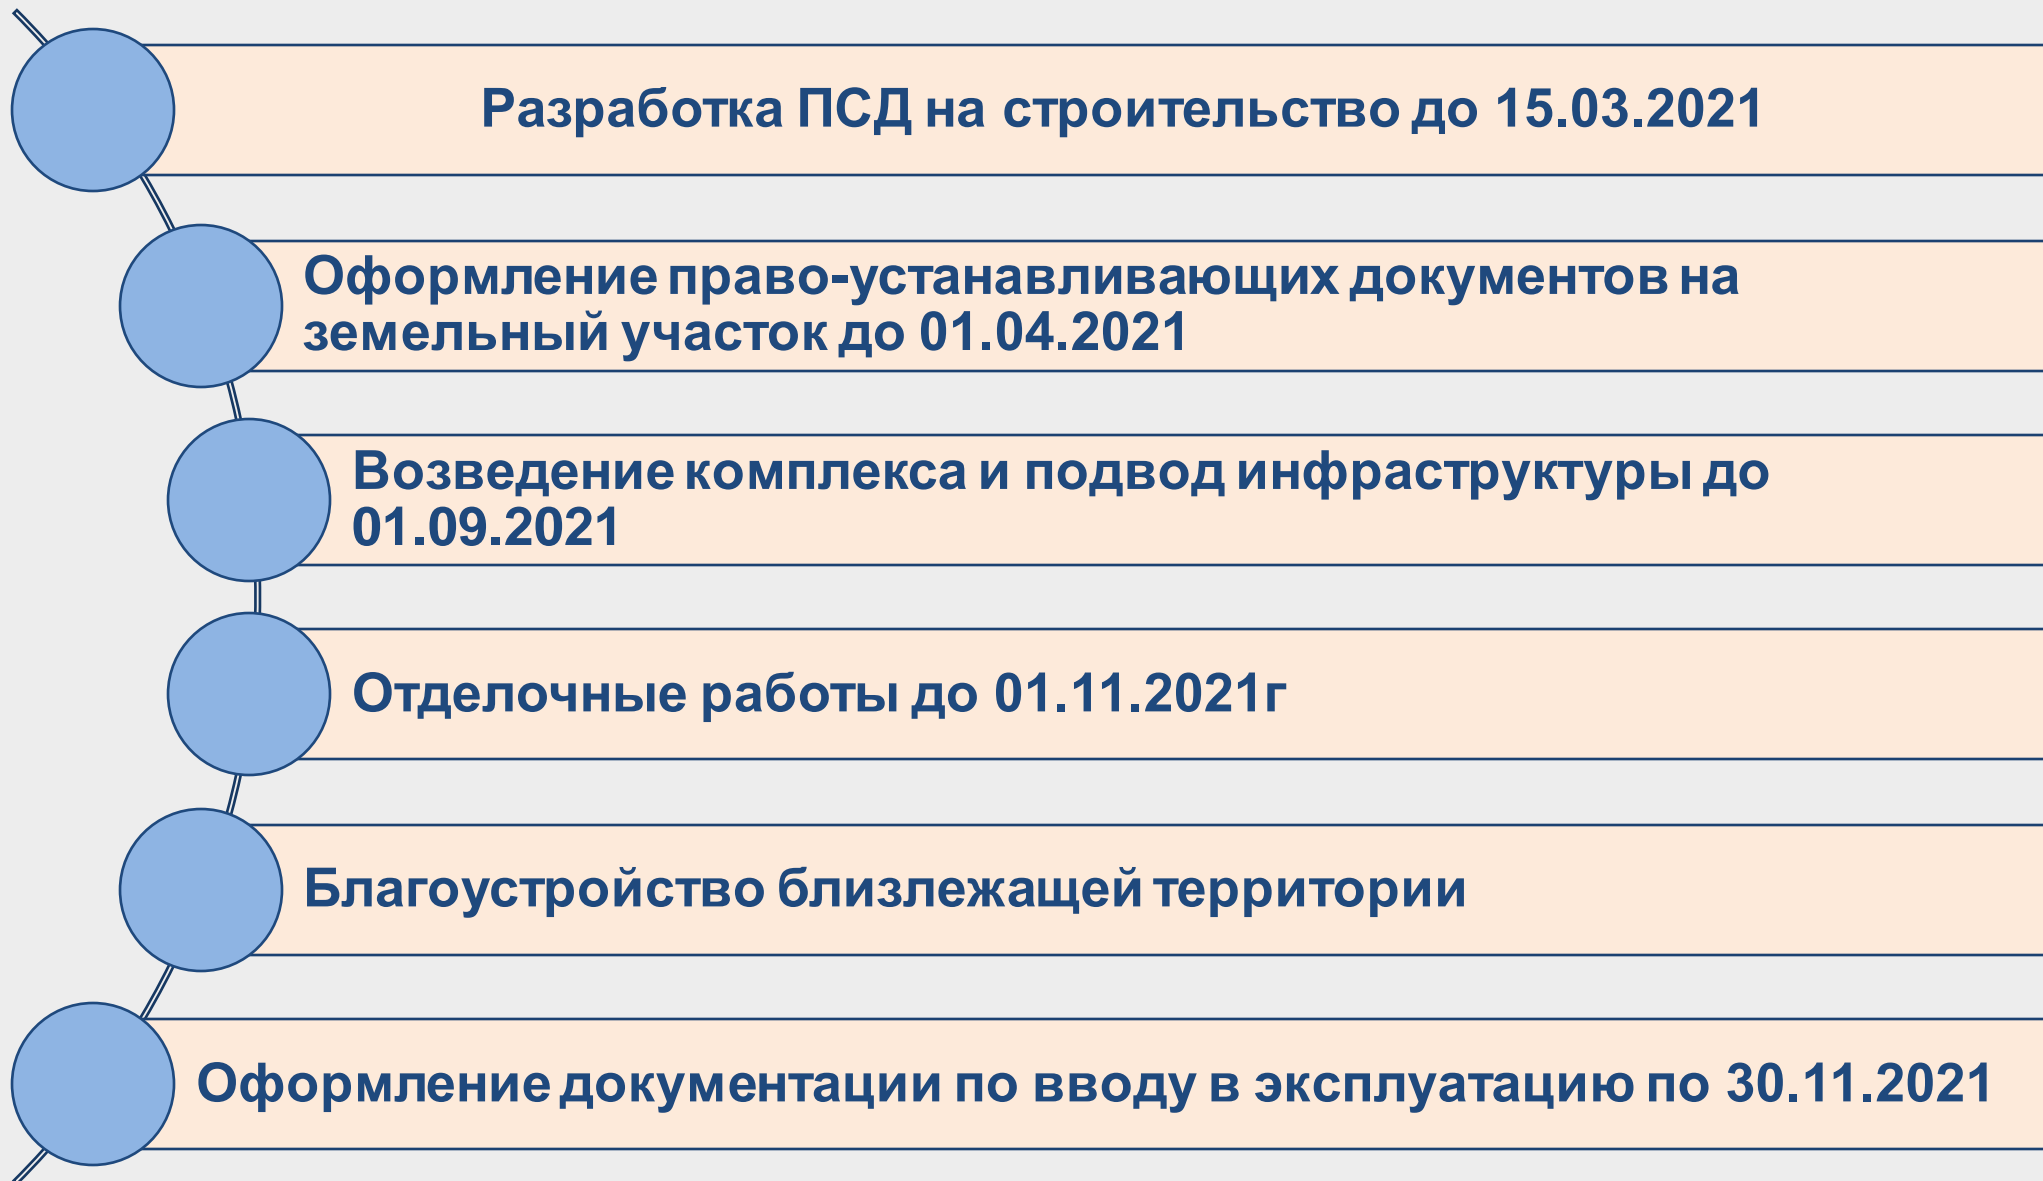 Разработка ПСД на строительство до 15.03.2021
Оформление право-устанавливающих документов на
земельный участок до 01.04.2021
Возведение комплекса и подвод инфраструктуры до
01.09.2021
Отделочные работы до 01.11.2021г
Благоустройство близлежащей территории
Оформление документации по вводу в эксплуатацию по 30.11.2021